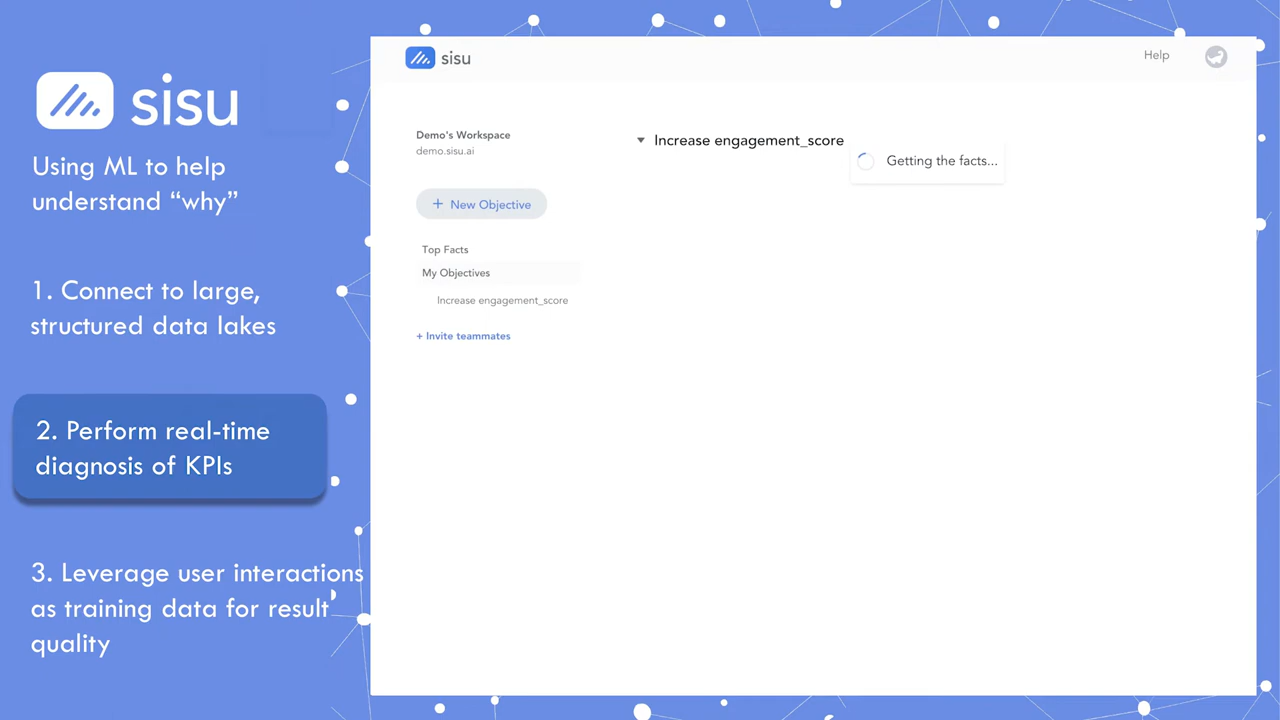 sisu
Using ML to help
understand “why”
1. Connect to large,
structured data lakes
2. Perform real-time
diagnosis of KPIs
3. Leverage user interactions
as training data for result
quality
sisu
Help
Demo's Workspace
demo.sisu.ai
+ New Objective
Top Facts
My Objectives
Increase engagement_score
+ Invite teammates
Increase engagement_score
Getting the facts...